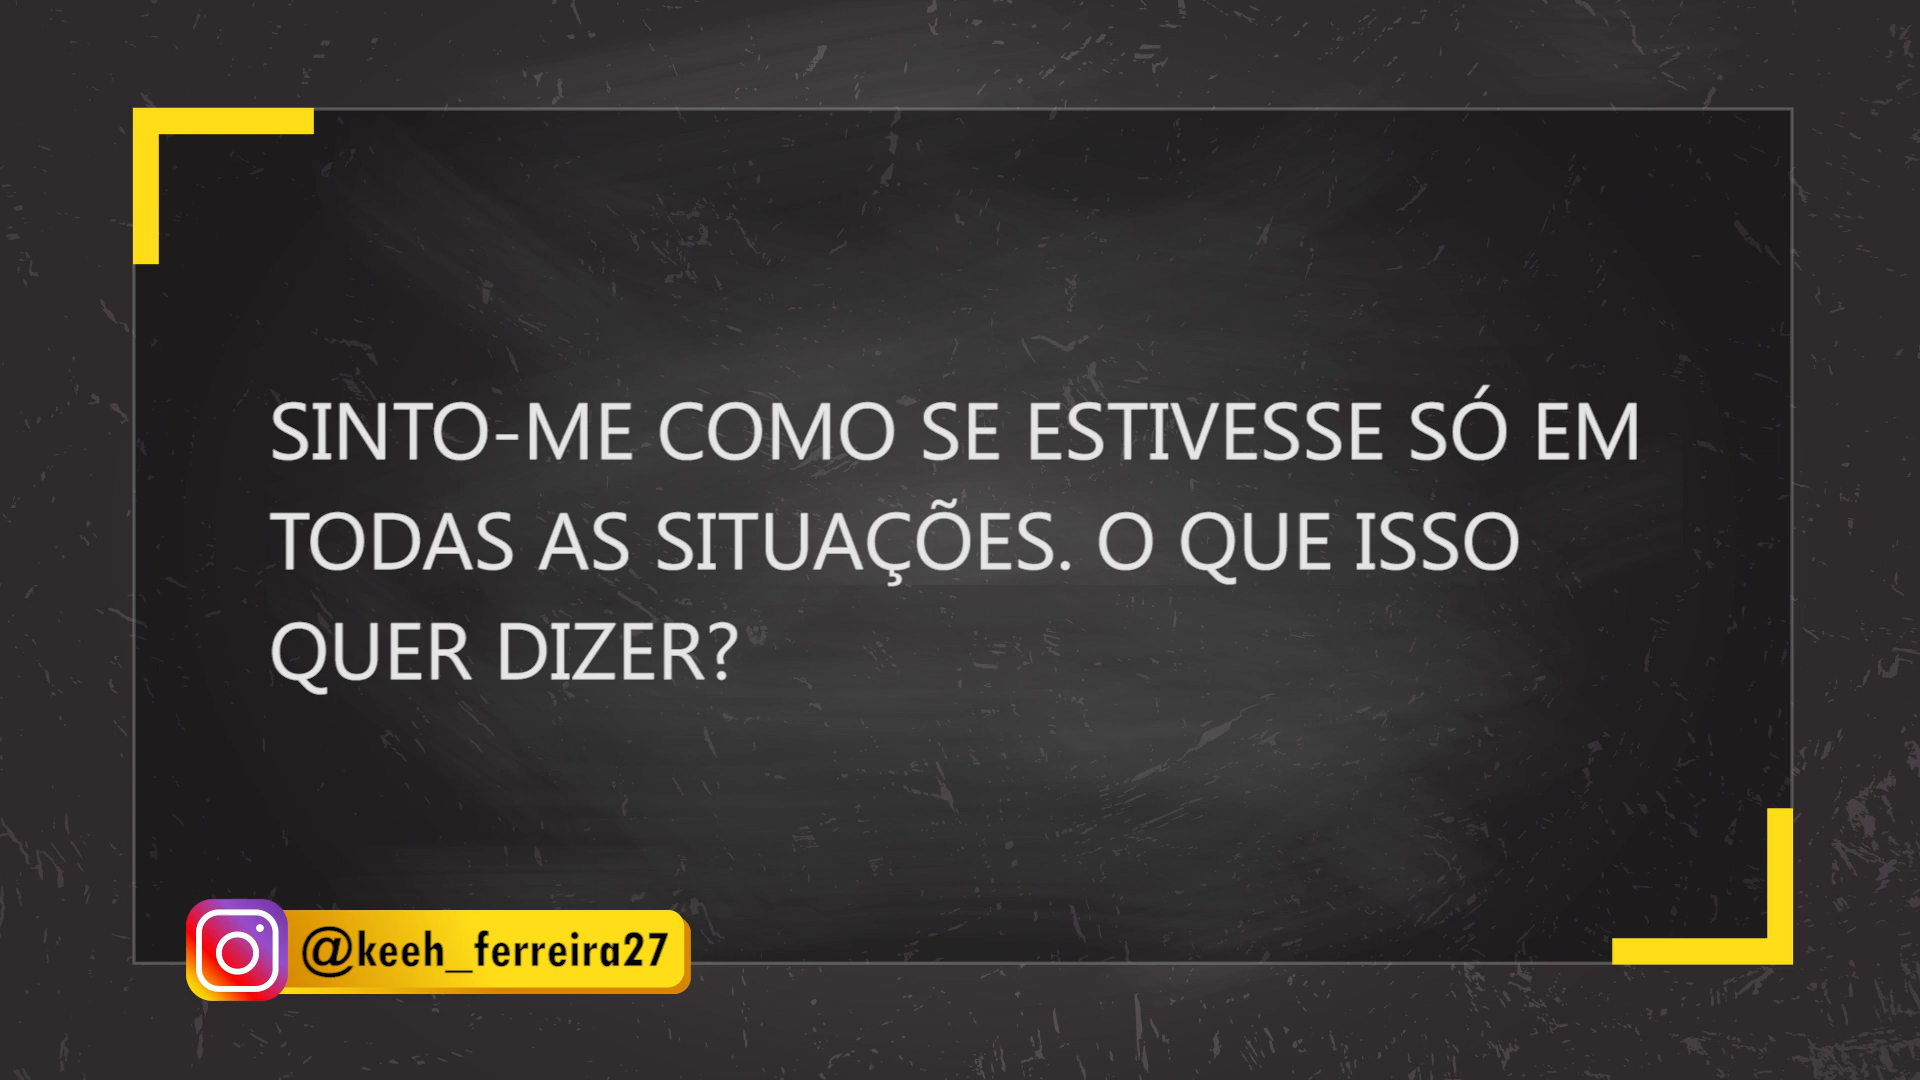 SINTO-ME COMO SE ESTIVESSE SÓ EM
TODAS AS SITUAÇÕES. O QUE ISSO
QUER DIZER?
@keeh_ferreira27